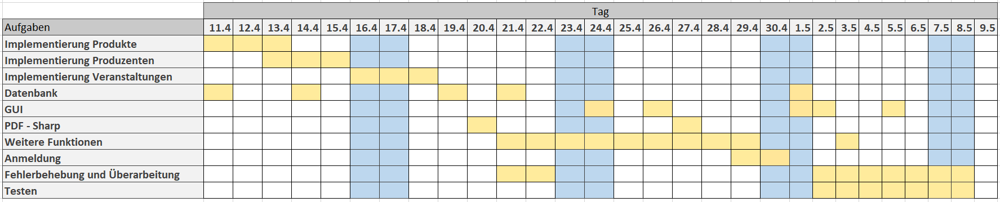 Tag
Aufgaben 11.4 12.4 13.4 14.4 15.4 16.4 17.4 18.4 19.4 20.4 21.4 22.4 23.4 24.4 25.4 26.4 27.4 28.4 29.4 30.4 1.5 2.5 3.5 4.5 5.5 6.5 7.5 8.5 9.5
Implementierung Produkte
Implementierung Produzenten
Implementierung Veranstaltungen
Datenbank
GUI
PDF - Sharp
Weitere Funktionen
Anmeldung
Fehlerbehebung und Überarbeitung
Testen